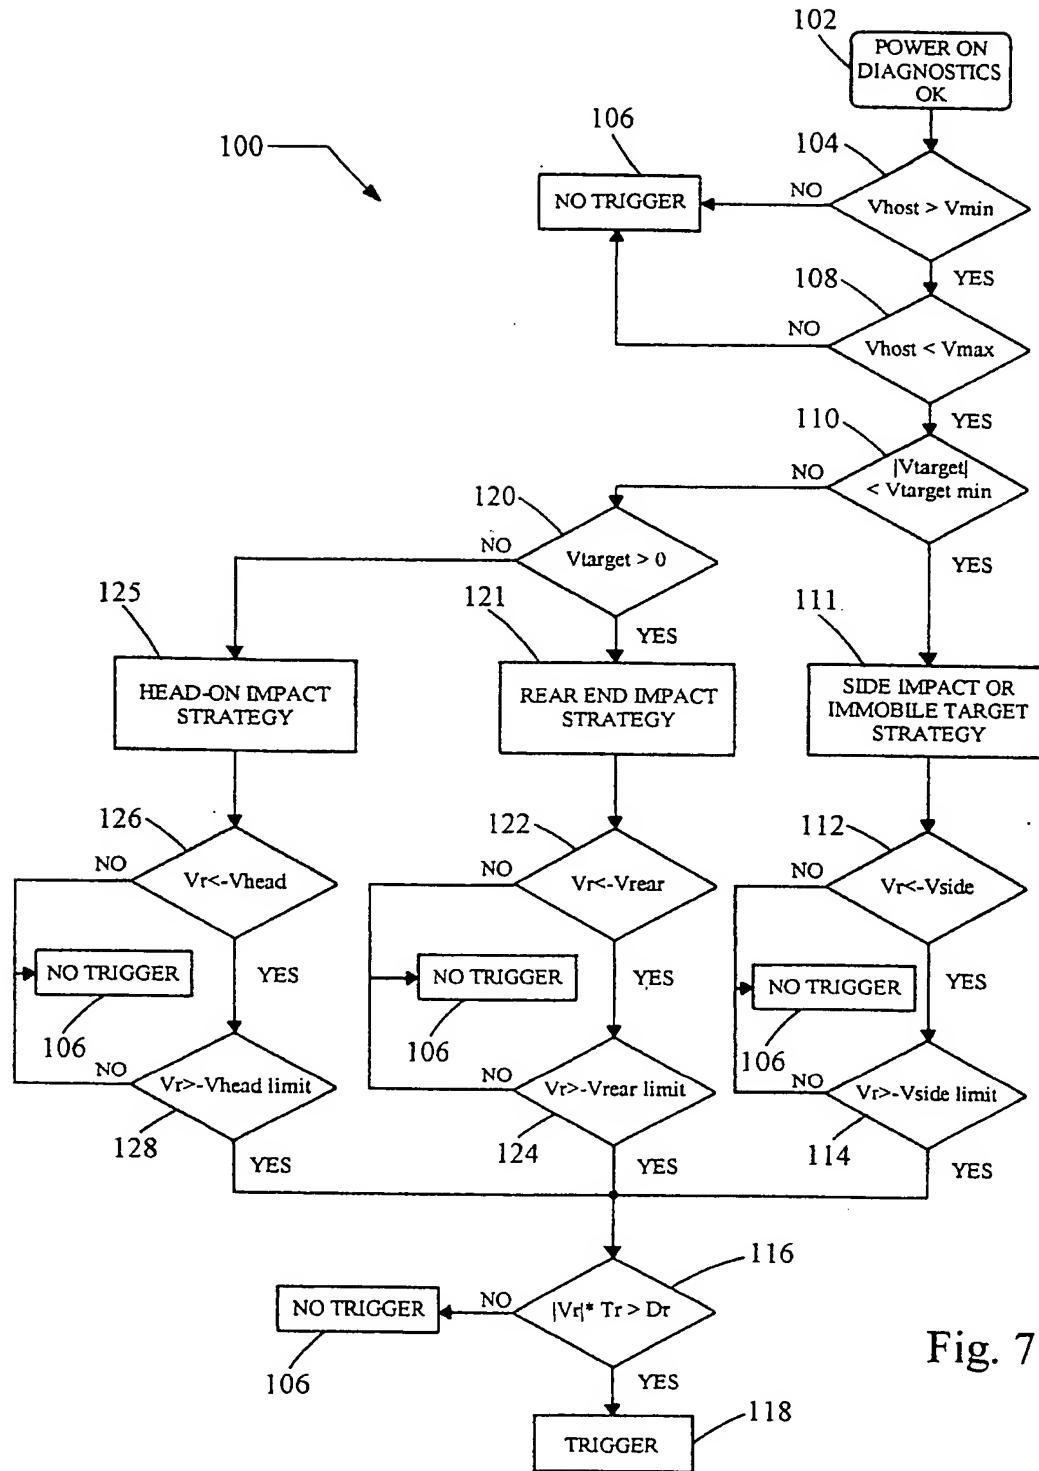 102
POWER ON
DIAGNOSTICS
OK
106
100
104
NO TRIGGER
NO
Vhost > Vmin
YES
108
NO
Vhost < Vmax
YES
110
NO
|Vtarget|
< Vtarget min
120
NO
Vtarget > 0
YES
YES
125
121
111
HEAD-ON IMPACT
STRATEGY
REAR END IMPACT
STRATEGY
SIDE IMPACT OR
IMMOBILE TARGET
STRATEGY
126
122
112
NO
Vr<-Vhead
NO
Vr<-Vrear
NO
Vr<-Vside
YES
YES
YES
NO TRIGGER
NO TRIGGER
NO TRIGGER
106
106
106
NO
Vr>-Vhead limit
NO
Vr>-Vrear limit
NO
Vr>-Vside limit
128
124
114
YES
YES
YES
116
NO TRIGGER
NO
|Vr|* Tr > Dr
106
YES
Fig. 7
118
TRIGGER